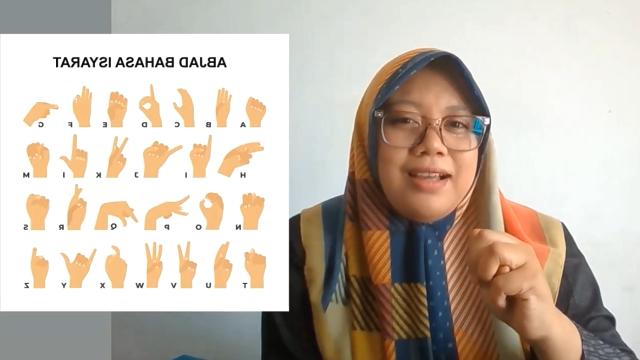 ABJAD BAHASA ISYARAT
A B C D E F G
H I J K L M
N O P Q R S
T U V W X Y Z